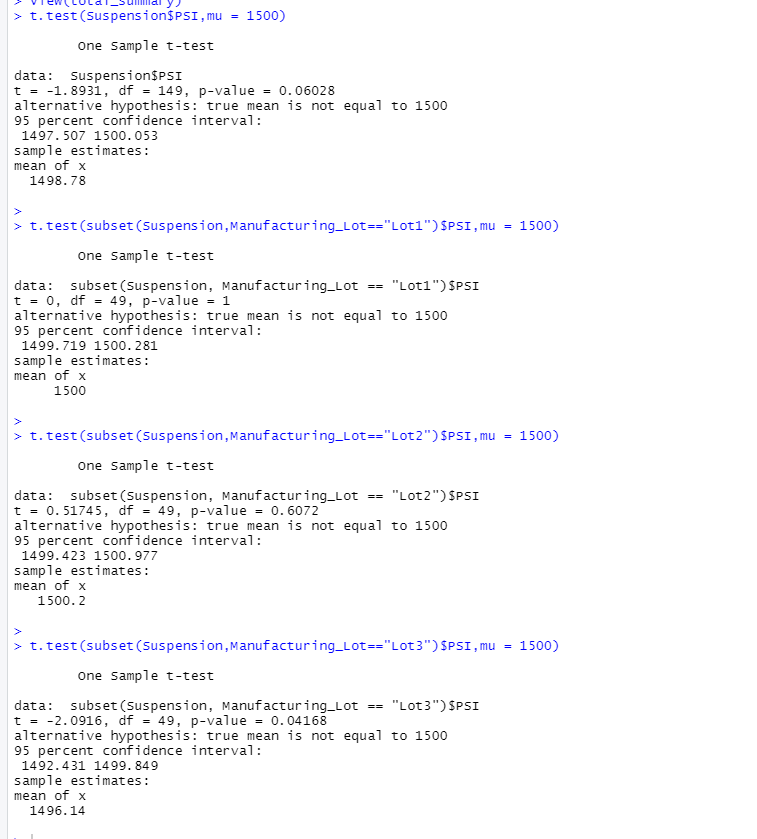 > View(total_summary)
> t.test(Suspension$PSI,mu = 1500)
One Sample t-test
data:  Suspension$PSI
t = -1.8931, df = 149, p-value = 0.06028
alternative hypothesis: true mean is not equal to 1500
95 percent confidence interval:
1497.507 1500.053
sample estimates:
mean of x
1498.78
>
> t.test(subset(Suspension,Manufacturing_Lot=="Lot1")$PSI,mu = 1500)
One Sample t-test
data:  subset(Suspension, Manufacturing_Lot == "Lot1")$PSI
t = 0, df = 49, p-value = 1
alternative hypothesis: true mean is not equal to 1500
95 percent confidence interval:
1499.719 1500.281
sample estimates:
mean of x
1500
>
> t.test(subset(Suspension,Manufacturing_Lot=="Lot2")$PSI,mu = 1500)
One Sample t-test
data:  subset(Suspension, Manufacturing_Lot == "Lot2")$PSI
t = 0.51745, df = 49, p-value = 0.6072
alternative hypothesis: true mean is not equal to 1500
95 percent confidence interval:
1499.423 1500.977
sample estimates:
mean of x
1500.2
>
> t.test(subset(Suspension,Manufacturing_Lot=="Lot3")$PSI,mu = 1500)
One Sample t-test
data:  subset(Suspension, Manufacturing_Lot == "Lot3")$PSI
t = -2.0916, df = 49, p-value = 0.04168
alternative hypothesis: true mean is not equal to 1500
95 percent confidence interval:
1492.431 1499.849
sample estimates:
mean of x
1496.14
>